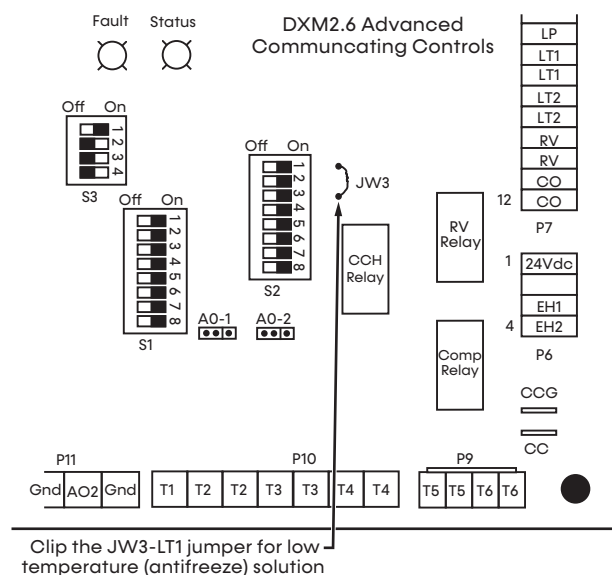 Fault Status
DXM2.6 Advanced
Communcating Controls
Off On
1
2
3
4
S3
Off On
1
2
3
4
5
6
7
8
S1
Off On
1
2
3
4
5
6
7
8
S2
JW3
CCH
Relay
A0-1 A0-2
RV
Relay
Comp
Relay
LP
LT1
LT1
LT2
LT2
RV
RV
CO
12 CO
P7
1 24Vdc
EH1
4 EH2
P6
CCG
CC
P11
Gnd AO2 Gnd
P10
T1 T2 T2 T3 T3 T4 T4
P9
T5 T5 T6 T6
Clip the JW3-LT1 jumper for low
temperature (antifreeze) solution